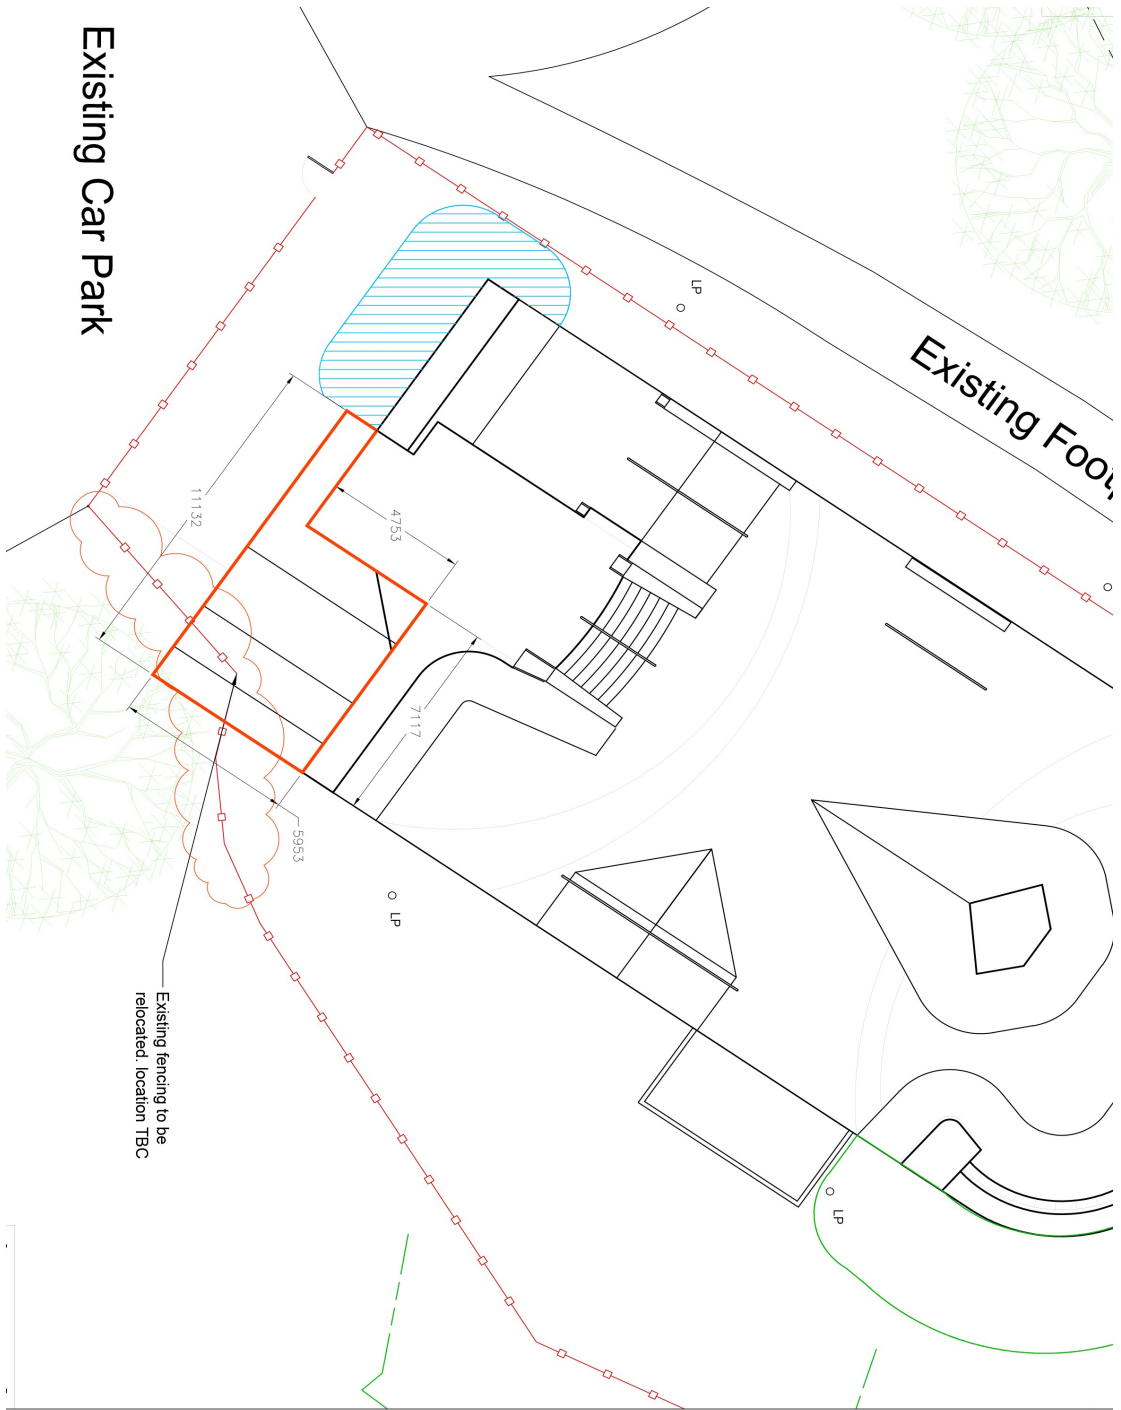 Existing Car Park
LP
Existing Foot
11132
4753
7117
5953
LP
Existing fencing to be
relocated. location TBC
LP